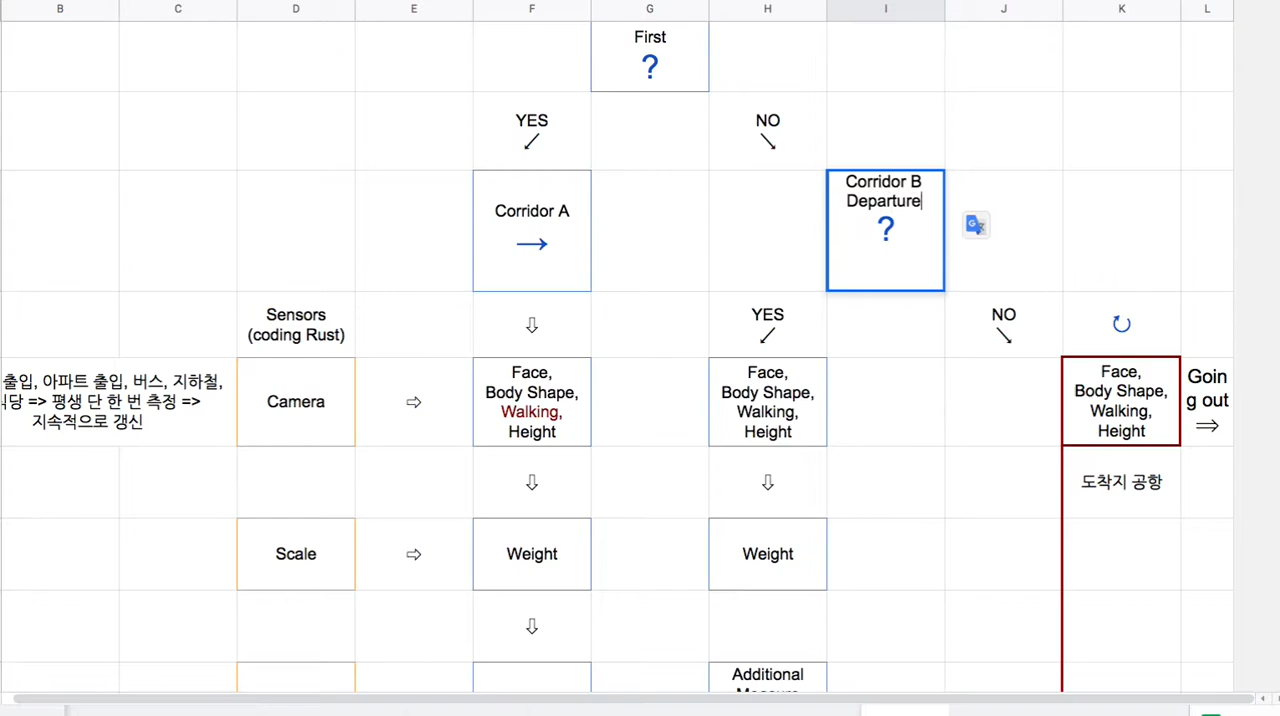 B C D E F G H I J K L
First
?
YES
↙
NO
↘
Corridor A
→
Corridor B
Departure
?
Sensors
(coding Rust)
⇩
YES
↙
NO
↘
↻
출입, 아파트 출입, 버스, 지하철,
식당 => 평생 단 한 번 측정 =>
지속적으로 갱신
Camera
⇨
Face,
Body Shape,
Walking,
Height
Face,
Body Shape,
Walking,
Height
Face,
Body Shape,
Walking,
Height
Goin
g out
⇒
⇩
⇩
도착지 공항
Scale
⇨
Weight
Weight
⇩
Additional
Measure